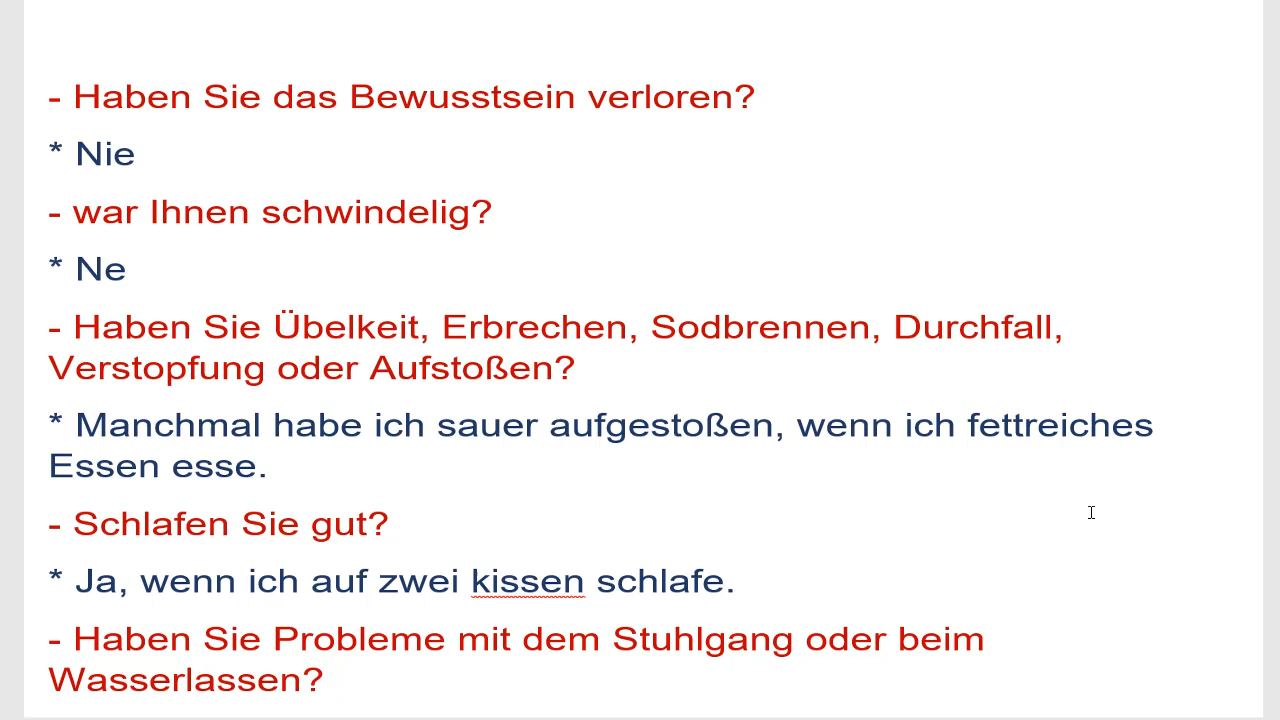 - Haben Sie das Bewusstsein verloren?
* Nie
- war Ihnen schwindelig?
* Ne
- Haben Sie Übelkeit, Erbrechen, Sodbrennen, Durchfall,
Verstopfung oder Aufstoßen?
* Manchmal habe ich sauer aufgestoßen, wenn ich fettreiches
Essen esse.
- Schlafen Sie gut?
* Ja, wenn ich auf zwei kissen schlafe.
- Haben Sie Probleme mit dem Stuhlgang oder beim
Wasserlassen?